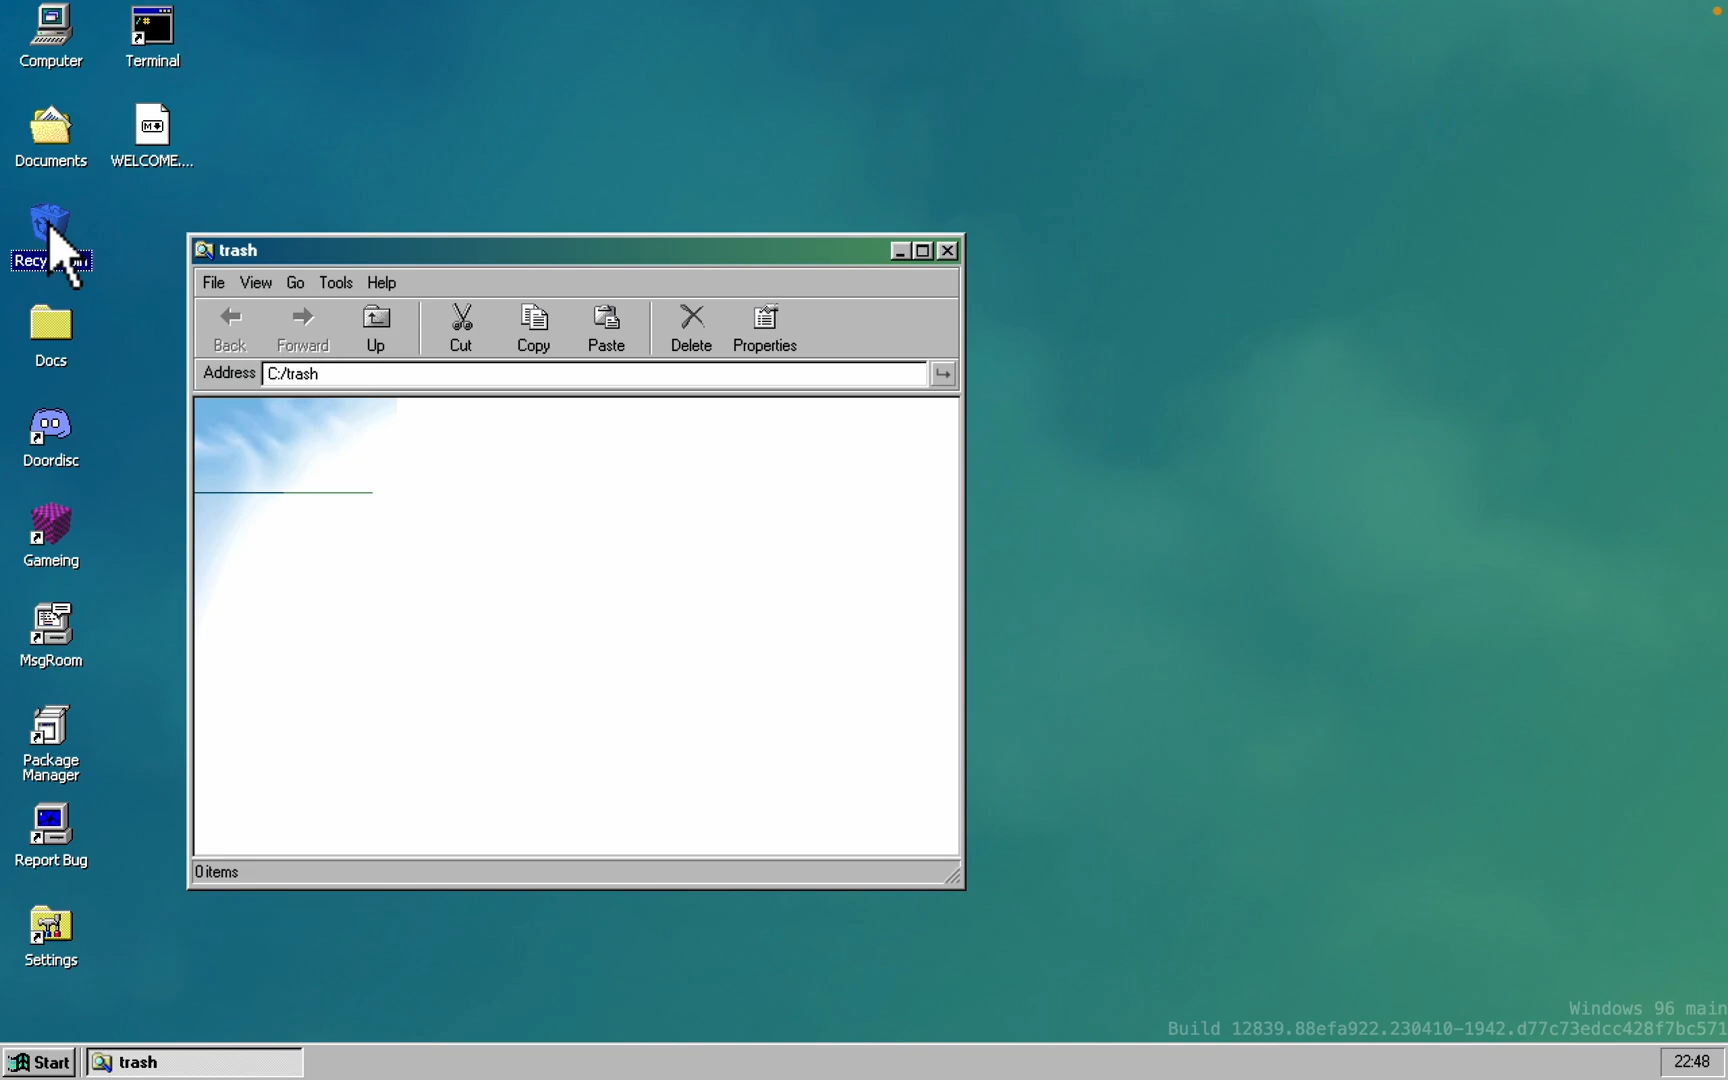 Computer
Terminal
Documents
WELCOME....
Recy
Docs
Doordisc
Gameing
MsgRoom
Package
Manager
Report Bug
Settings
trash
File View Go Tools Help
Back Forward Up Cut Copy Paste Delete Properties
Address C:/trash
0 items
Windows 96 main
Build 12839.88efa922.230410-1942.d77c73edcc428f7bc571
Start trash 22:48